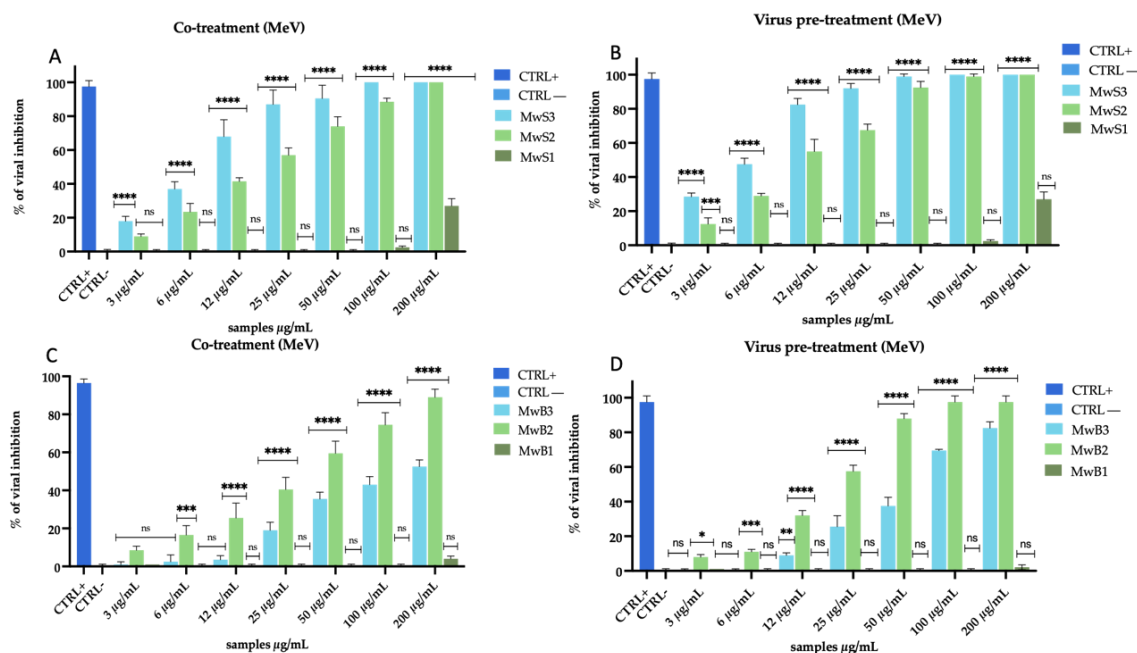 Co-treatment (MeV)
A
% of viral inhibition
100
80
60
40
20
0
**** ns **** ns **** ns **** ns **** ns **** ns ****
CTRL+
CTRL-
3 µg/mL
6 µg/mL
12 µg/mL
25 µg/mL
50 µg/mL
100 µg/mL
200 µg/mL
samples µg/mL
CTRL+
CTRL—
MwS3
MwS2
MwS1
Virus pre-treatment (MeV)
B
% of viral inhibition
100
80
60
40
20
0
**** *** ns **** ns **** ns **** ns **** ns **** ns **** ns
CTRL+
CTRL-
3 µg/mL
6 µg/mL
12 µg/mL
25 µg/mL
50 µg/mL
100 µg/mL
200 µg/mL
samples µg/mL
CTRL+
CTRL—
MwS3
MwS2
MwS1
Co-treatment (MeV)
C
% of viral inhibition
100
80
60
40
20
0
ns *** ns **** ns **** ns **** ns **** ns **** ns
CTRL+
CTRL-
3 µg/mL
6 µg/mL
12 µg/mL
25 µg/mL
50 µg/mL
100 µg/mL
200 µg/mL
samples µg/mL
CTRL+
CTRL—
MwB3
MwB2
MwB1
Virus pre-treatment (MeV)
D
% of viral inhibition
100
80
60
40
20
0
ns * ns *** ns ** **** ns **** ns **** ns **** ns **** ns
CTRL+
CTRL-
3 µg/mL
6 µg/mL
12 µg/mL
25 µg/mL
50 µg/mL
100 µg/mL
200 µg/mL
samples µg/mL
CTRL+
CTRL—
MwB3
MwB2
MwB1